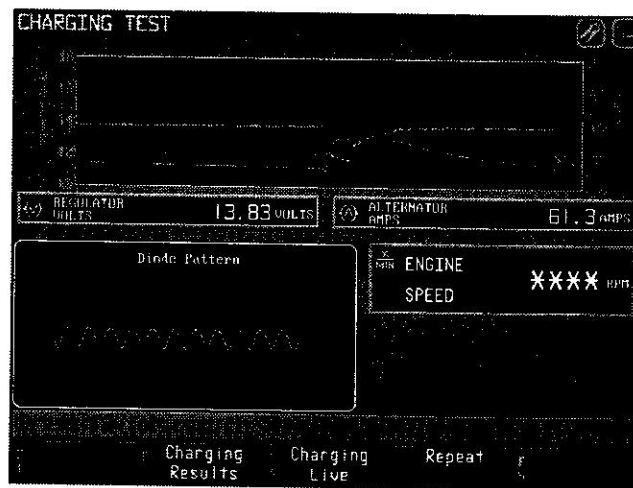 CHARGING TEST
REGULATOR VOLTS 13.83 VOLTS
ALTERNATOR AMPS 61.3 AMPS
Diode Pattern
X MIN ENGINE SPEED **** RPM
Charging Results
Charging Live
Repeat